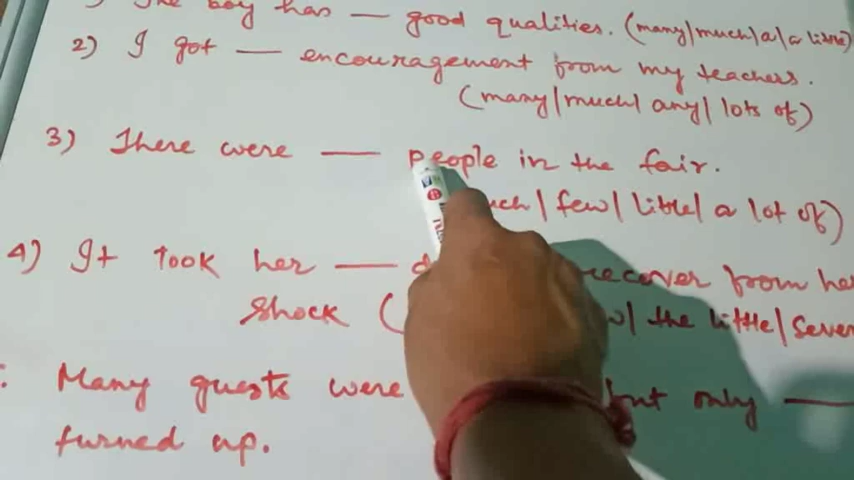 The boy has — good qualities. (many/much/a/a little)
2) I got — encouragement from my teachers.
(many/much/ any/ lots of)
3) There were — people in the fair.
few/ little/ a lot of)
4) It took her — recover from her
shock ( the little/ sever
Many guests were but only —
turned up.